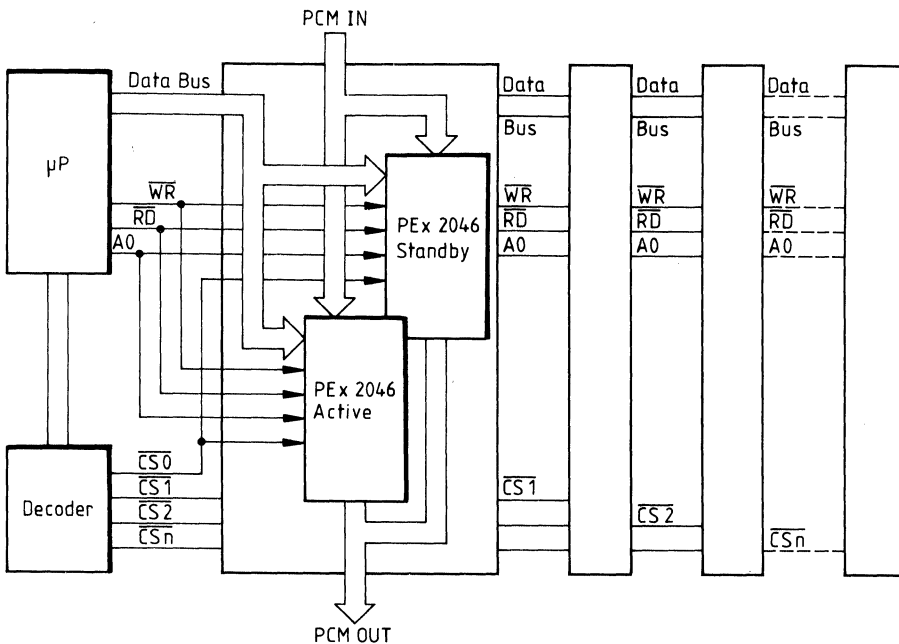 PCM IN
Data Bus
Data
Data
Data
Bus
Bus
Bus
µP
WR
RD
A0
PEx 2046
Standby
WR
RD
A0
WR
RD
A0
WR
RD
A0
PEx 2046
Active
Decoder
CS0
CS1
CS2
CSn
CS1
CS2
CSn
PCM OUT